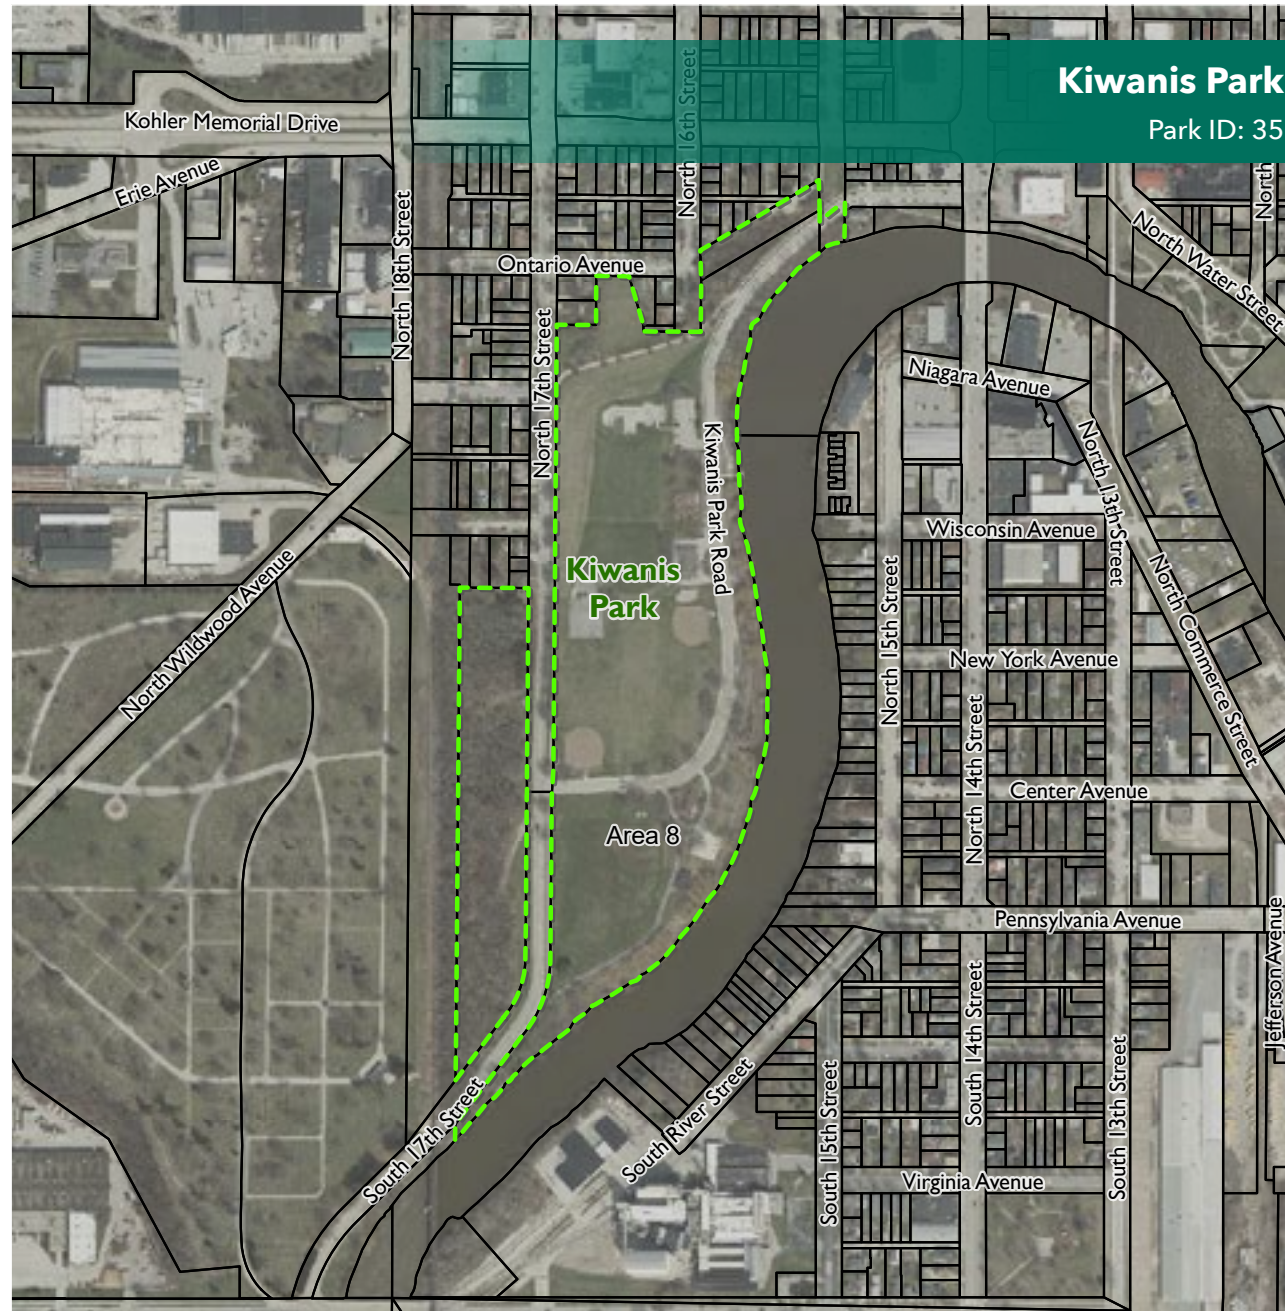 Kiwanis Park
Park ID: 35
Kohler Memorial Drive
North 16th Street
Erie Avenue
North
North 18th Street
North Water Street
Ontario Avenue
North 17th Street
Niagara Avenue
Kiwanis Park Road
North 13th Street
Wisconsin Avenue
Kiwanis
Park
North Wildwood Avenue
North 15th Street
North Commerce Street
New York Avenue
North 14th Street
Center Avenue
Area 8
Pennsylvania Avenue
Jefferson Avenue
South 14th Street
South 17th Street
South River Street
South 15th Street
South 13th Street
Virginia Avenue